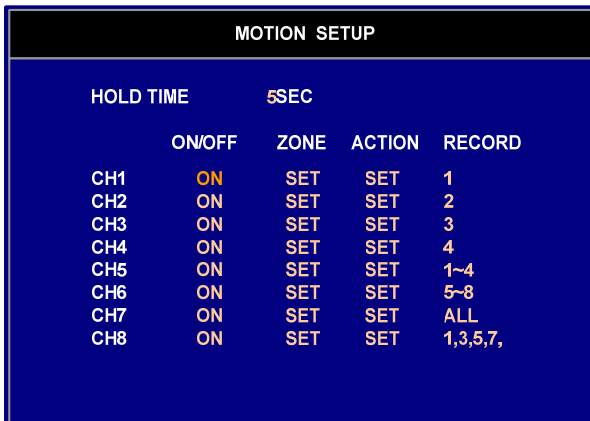 MOTION SETUP
HOLD TIME 5SEC
ON/OFF ZONE ACTION RECORD
CH1 ON SET SET 1
CH2 ON SET SET 2
CH3 ON SET SET 3
CH4 ON SET SET 4
CH5 ON SET SET 1~4
CH6 ON SET SET 5~8
CH7 ON SET SET ALL
CH8 ON SET SET 1,3,5,7,